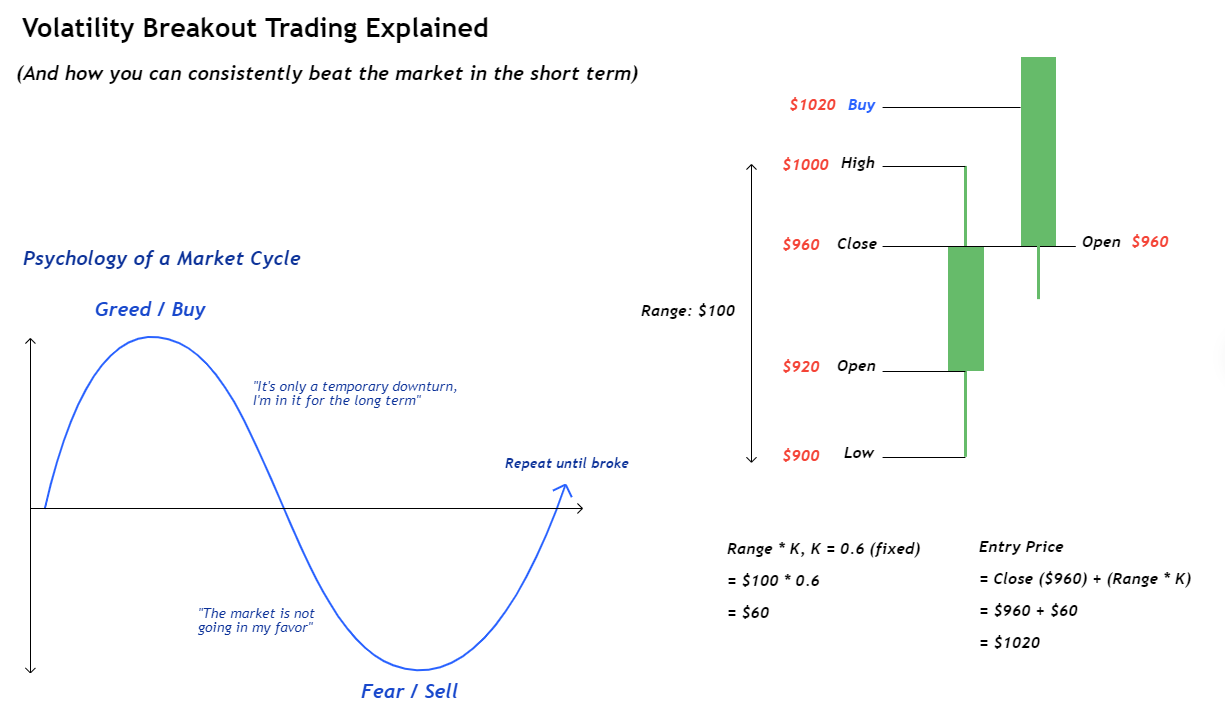 Volatility Breakout Trading Explained
(And how you can consistently beat the market in the short term)
Psychology of a Market Cycle
Greed / Buy
"It's only a temporary downturn,
I'm in it for the long term"
Repeat until broke
"The market is not
going in my favor"
Fear / Sell
$1020 Buy
$1000 High
$960 Close
Open $960
Range: $100
$920 Open
$900 Low
Range * K, K = 0.6 (fixed)
= $100 * 0.6
= $60
Entry Price
= Close ($960) + (Range * K)
= $960 + $60
= $1020